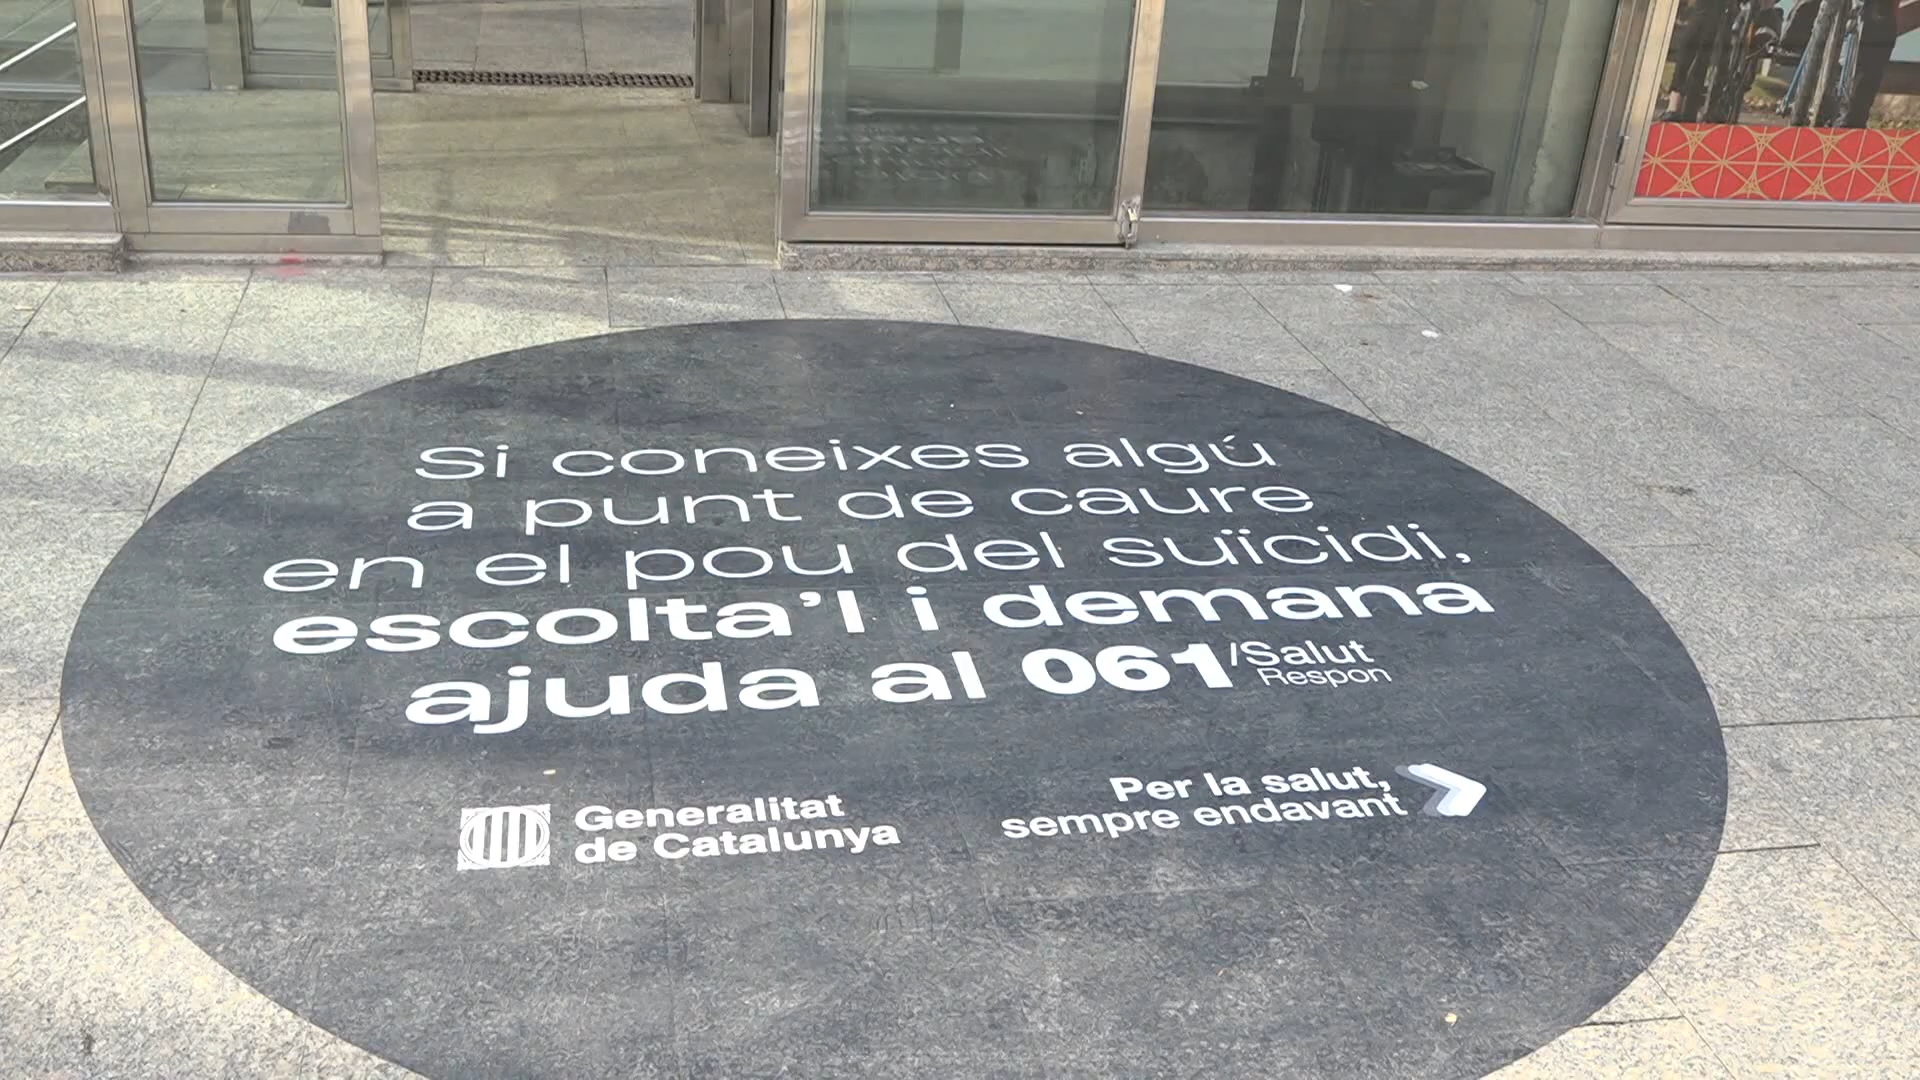 Si coneixes algú
a punt de caure
en el pou del suïcidi,
escolta'l i demana
ajuda al 061/Salut
Respon
Generalitat
de Catalunya
Per la salut,
sempre endavant